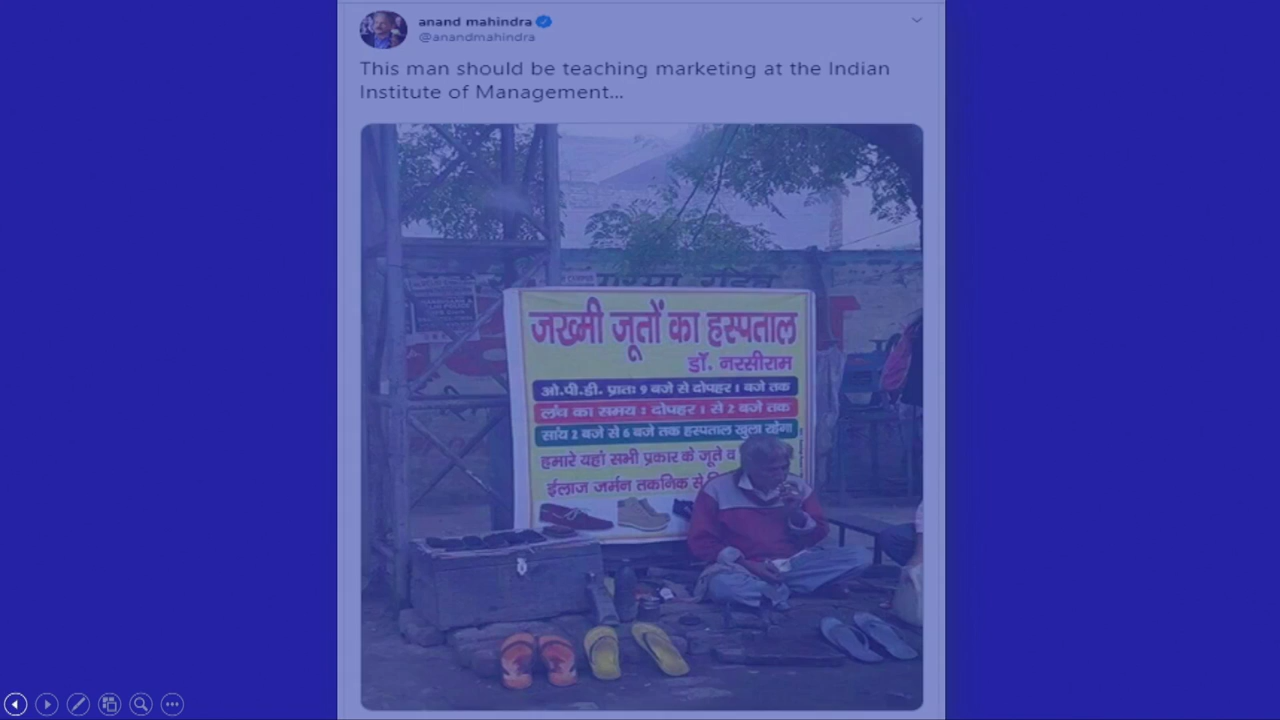 anand mahindra
@anandmahindra
This man should be teaching marketing at the Indian
Institute of Management...
जख्मी जूतों का हस्पताल
डॉ. नरसीराम
ओ.पी.डी. प्रातः 9 बजे से दोपहर 1 बजे तक
लंच का समय : दोपहर 1 से 2 बजे तक
सांय 2 बजे से 6 बजे तक हस्पताल खुला रहेगा
हमारे यहां सभी प्रकार के जूते व
ईलाज जर्मन तकनिक से